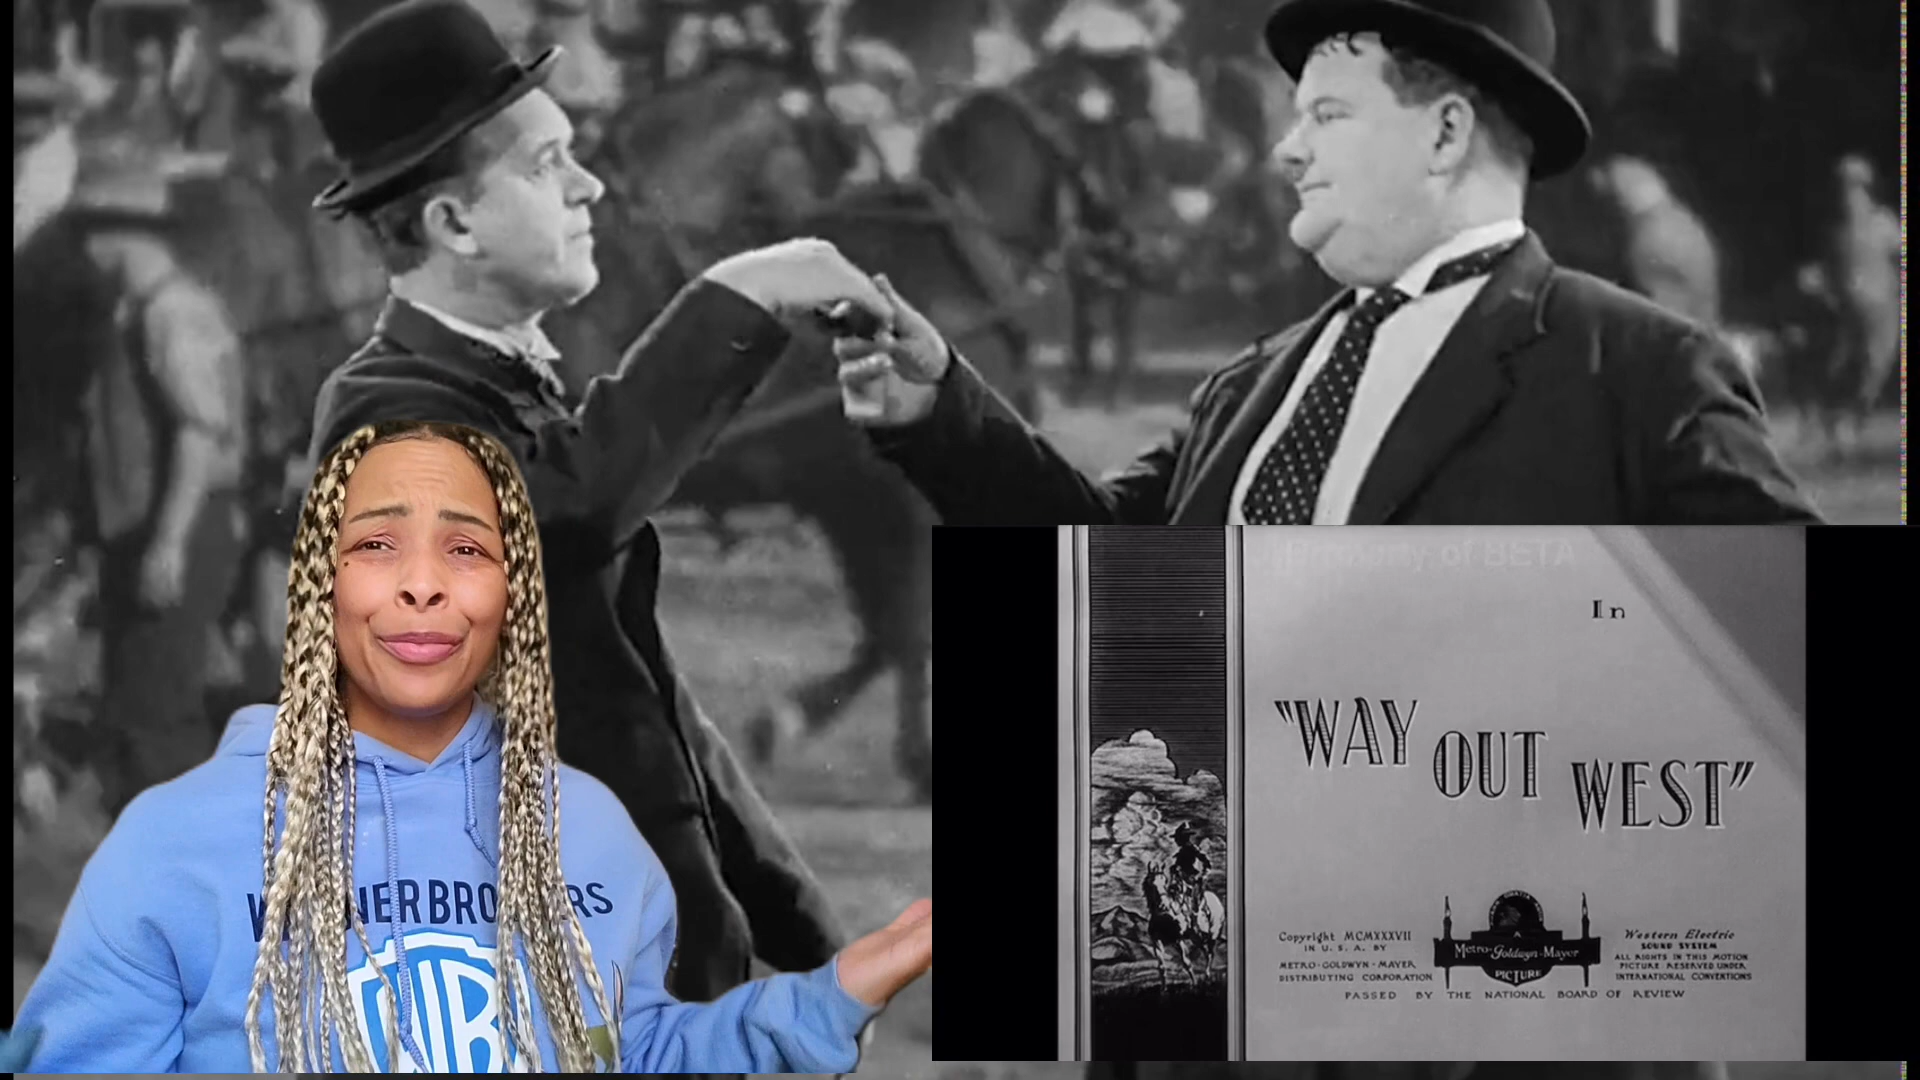 Property of BETA
In
"WAY OUT WEST"
Copyright MCMXXXVII
IN U. S. A. BY
METRO-GOLDWYN-MAYER
DISTRIBUTING CORPORATION
A
Metro-Goldwyn-Mayer
PICTURE
Western Electric
SOUND SYSTEM
ALL RIGHTS IN THIS MOTION
PICTURE RESERVED UNDER
INTERNATIONAL CONVENTIONS
PASSED BY THE NATIONAL BOARD OF REVIEW
WB